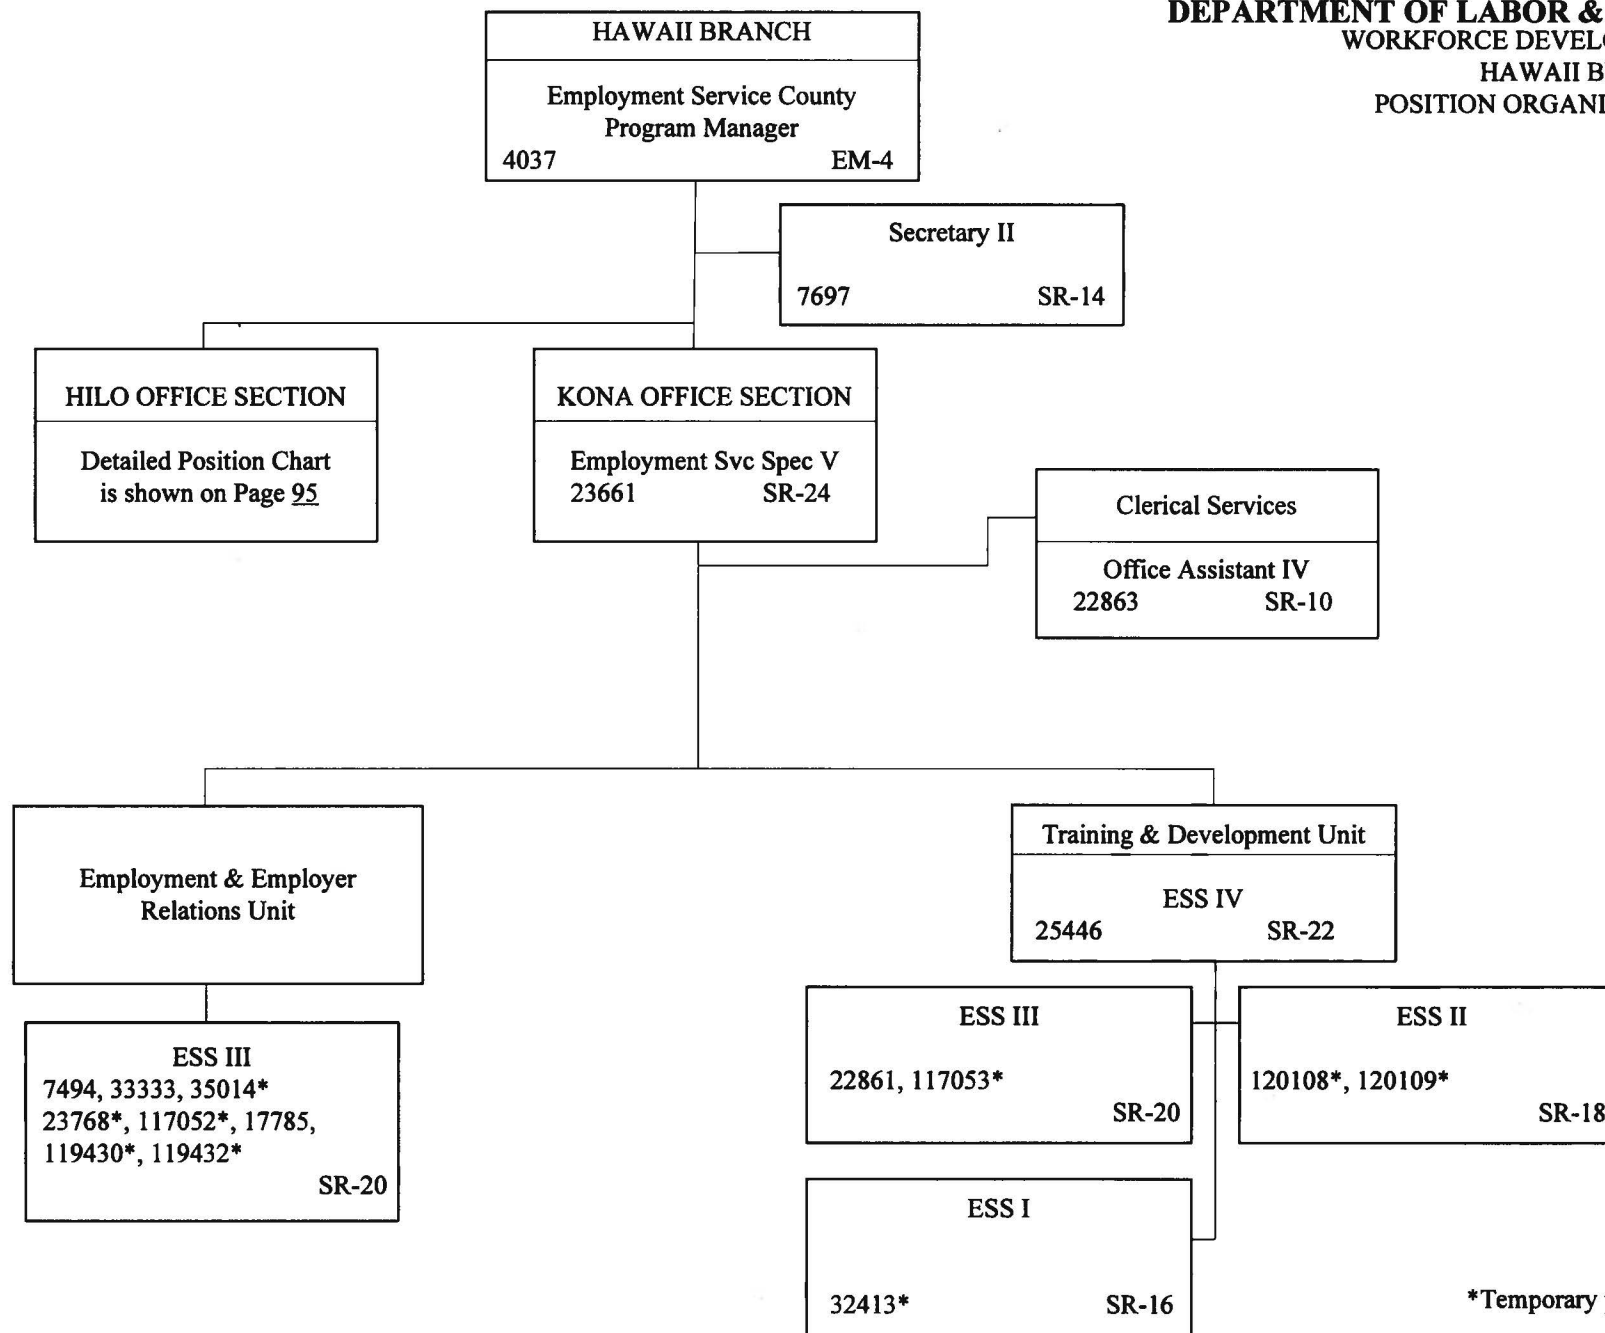 DEPARTMENT OF LABOR &
WORKFORCE
HAWAII
POSITION
HAWAII BRANCH
Employment Service County
Program Manager
4037 EM-4
Secretary II
7697 SR-14
HILO OFFICE SECTION
Detailed Position Chart
is shown on Page 95
KONA OFFICE SECTION
Employment Svc Spec V
23661 SR-24
Clerical Services
Office Assistant IV
22863 SR-10
Employment & Employer
Relations Unit
ESS III
7494, 33333, 35014*
23768*, 117052*, 17785,
119430*, 119432*
SR-20
Training & Development Unit
ESS IV
25446 SR-22
ESS III
22861, 117053*
SR-20
ESS II
120108*, 120109*
SR-18
ESS I
32413* SR-16
*Temporary